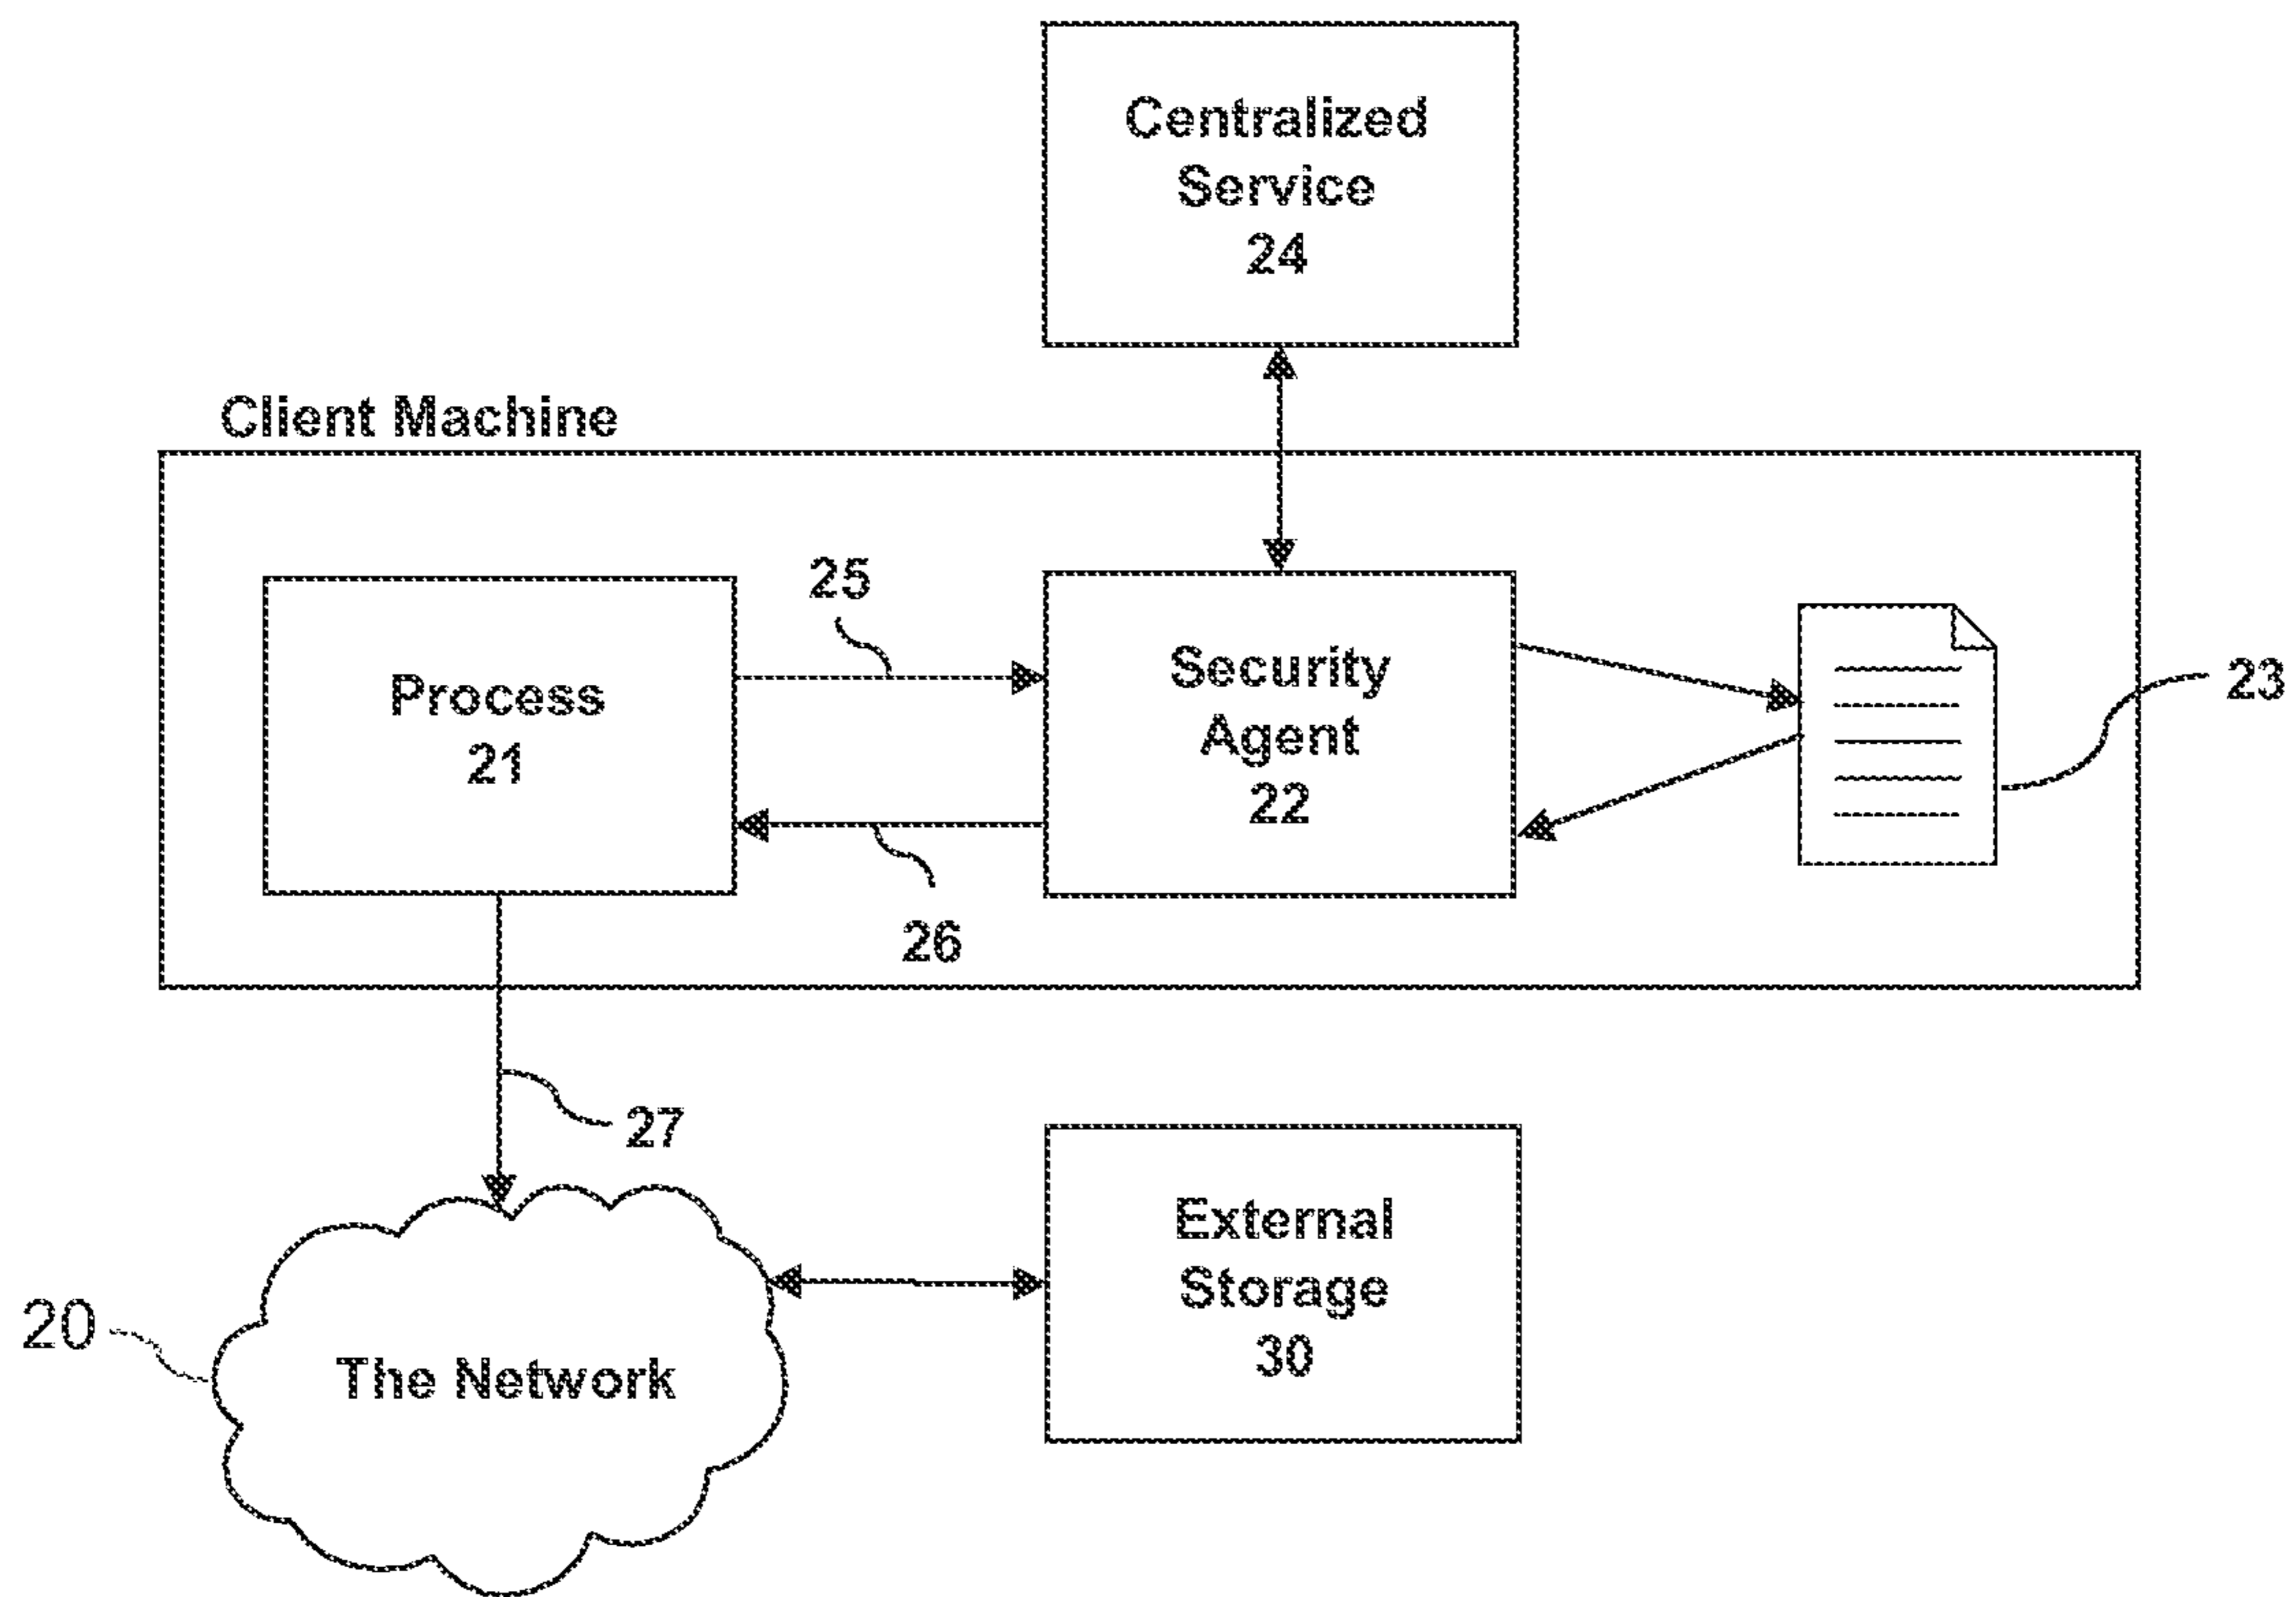 Centralized
Service
24
Client Machine
25
Process
21
Security
Agent
22
23
26
27
External
Storage
30
20
The Network